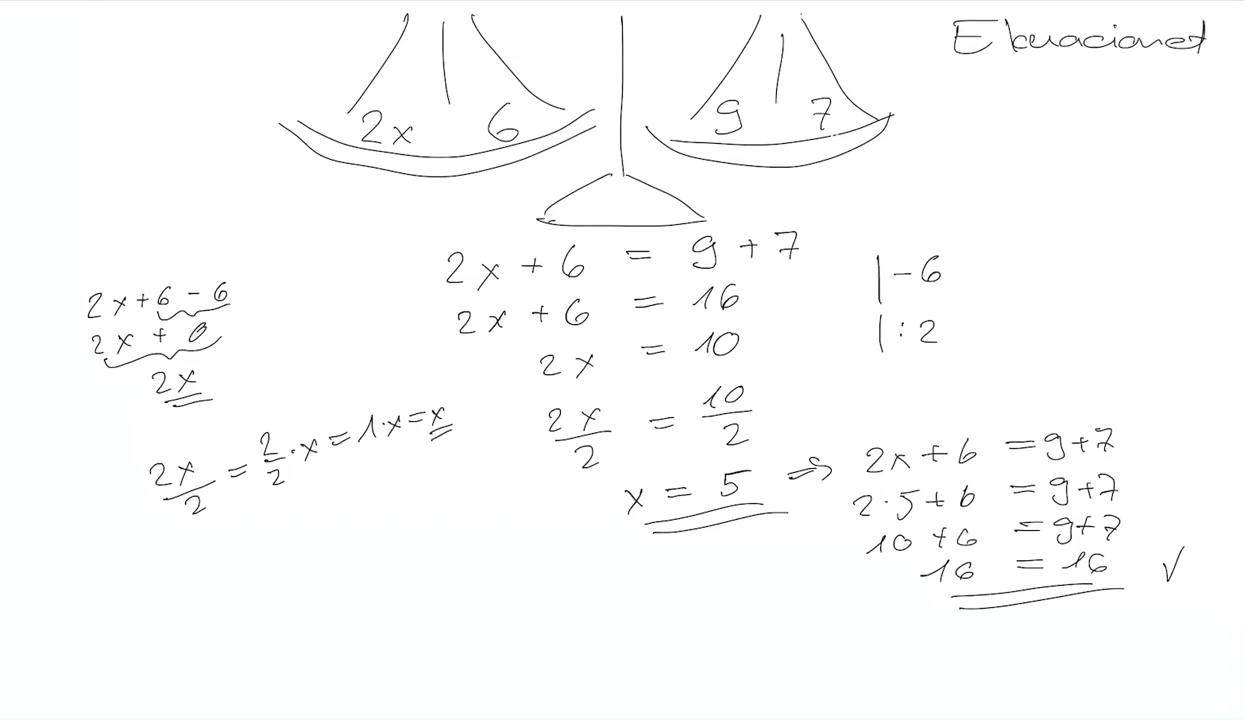 Ekuacionet
2x 6 9 7
2x + 6 = 9 + 7 | - 6
2x + 6 = 16 | : 2
2x = 10
2x/2 = 10/2
x = 5 ⇒
2x + 6 - 6
2x + 0
2x
2x/2 = 2/2 · x = 1 · x = x
2x + 6 = 9 + 7
2 · 5 + 6 = 9 + 7
10 + 6 = 9 + 7
16 = 16 ✓